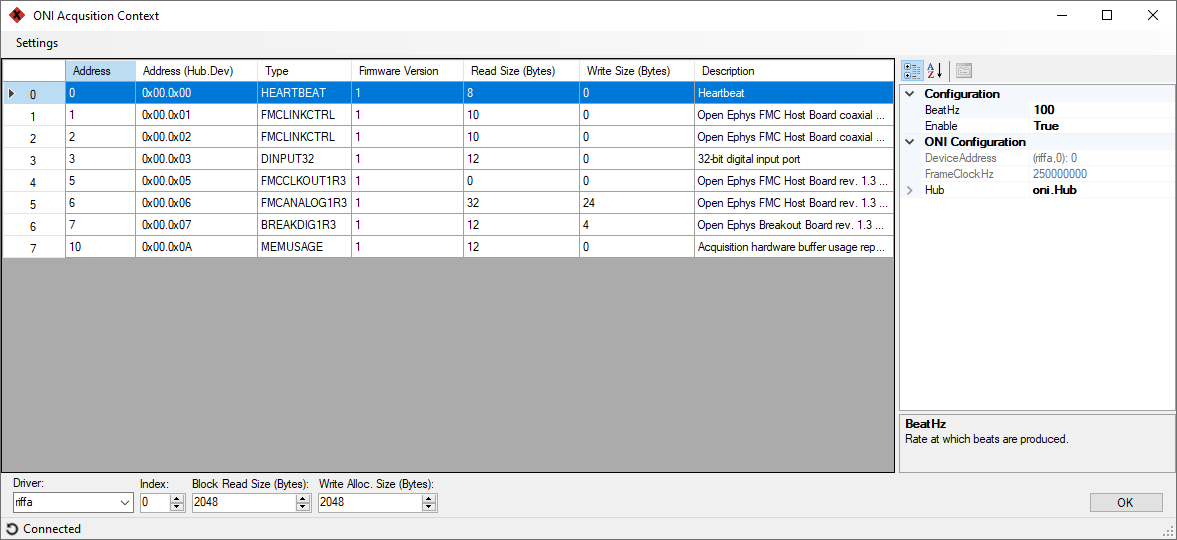 ONI Acqusition Context
Settings
Address Address (Hub.Dev) Type Firmware Version Read Size (Bytes) Write Size (Bytes) Description
0 0 0x00.0x00 HEARTBEAT 1 8 0 Heartbeat
1 1 0x00.0x01 FMCLINKCTRL 1 10 0 Open Ephys FMC Host Board coaxial ...
2 2 0x00.0x02 FMCLINKCTRL 1 10 0 Open Ephys FMC Host Board coaxial ...
3 3 0x00.0x03 DINPUT32 1 12 0 32-bit digital input port
4 5 0x00.0x05 FMCCLKOUT1R3 1 0 0 Open Ephys FMC Host Board rev. 1.3 ...
5 6 0x00.0x06 FMCANALOG1R3 1 32 24 Open Ephys FMC Host Board rev. 1.3 ...
6 7 0x00.0x07 BREAKDIG1R3 1 12 4 Open Ephys Breakout Board rev. 1.3 ...
7 10 0x00.0x0A MEMUSAGE 1 12 0 Acquisition hardware buffer usage rep...
Configuration
BeatHz 100
Enable True
ONI Configuration
DeviceAddress (riffa,0): 0
FrameClockHz 250000000
Hub oni.Hub
BeatHz
Rate at which beats are produced.
Driver: Index: Block Read Size (Bytes): Write Alloc. Size (Bytes):
riffa 0 2048 2048 OK
Connected